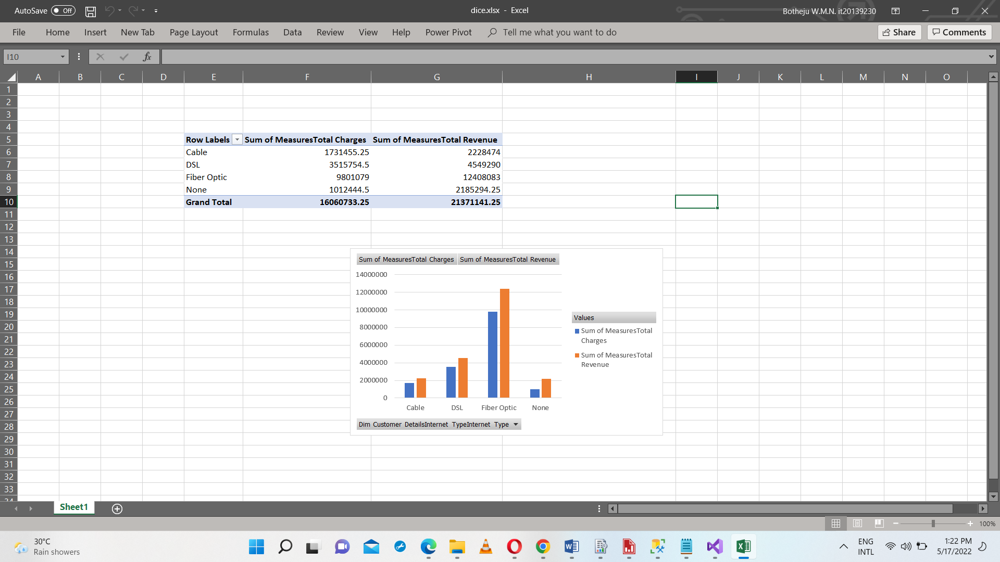 AutoSave Off dice.xlsx - Excel Botheju W.M.N. it20139230
File Home Insert New Tab Page Layout Formulas Data Review View Help Power Pivot Tell me what you want to do Share Comments
I10 fx
A B C D E F G H I J K L M N O
1
2
3
4
5 Row Labels Sum of MeasuresTotal Charges Sum of MeasuresTotal Revenue
6 Cable 1731455.25 2228474
7 DSL 3515754.5 4549290
8 Fiber Optic 9801079 12408083
9 None 1012444.5 2185294.25
10 Grand Total 16060733.25 21371141.25
11
12
13
14
15
16
17
18
19
20
21
22
23
24
25
26
27
28
29
30
31
32
33
34
Sum of MeasuresTotal Charges Sum of MeasuresTotal Revenue
14000000
12000000
10000000
8000000
6000000
4000000
2000000
0
Cable DSL Fiber Optic None
Values
Sum of MeasuresTotal
Charges
Sum of MeasuresTotal
Revenue
Dim Customer DetailsInternet TypeInternet Type
Sheet1
100%
30°C
Rain showers
ENG
INTL
1:22 PM
5/17/2022